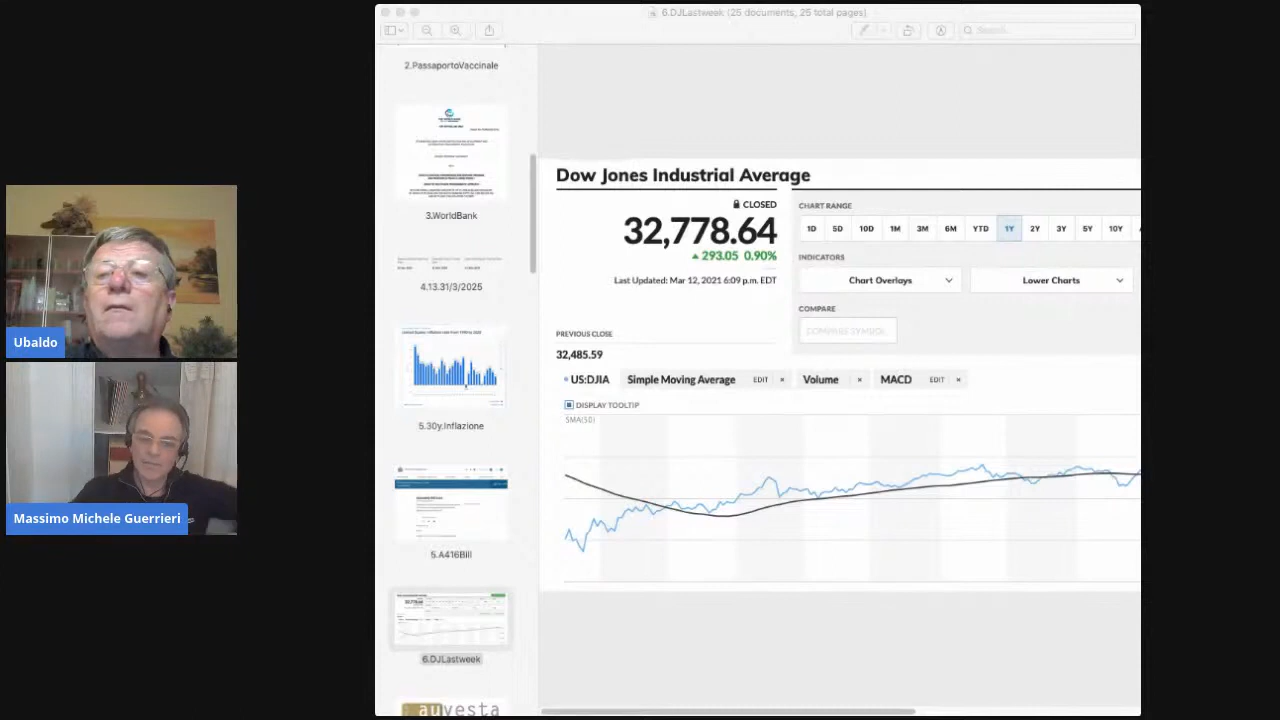 6.DJLastweek (25 documents, 25 total pages)
Search...
2.PassaportoVaccinale
3.WorldBank
4.13.31/3/2025
5.30y.Inflazione
5.A416Bill
6.DJLastweek
auvesta
Dow Jones Industrial Average
CLOSED
32,778.64
293.05 0.90%
Last Updated: Mar 12, 2021 6:09 p.m. EDT
PREVIOUS CLOSE
32,485.59
CHART RANGE
1D 5D 10D 1M 3M 6M YTD 1Y 2Y 3Y 5Y 10Y
INDICATORS
Chart Overlays Lower Charts
COMPARE
COMPARE SYMBOL
US:DJIA Simple Moving Average EDIT × Volume × MACD EDIT ×
DISPLAY TOOLTIP
SMA(50)
Ubaldo
Massimo Michele Guerrieri